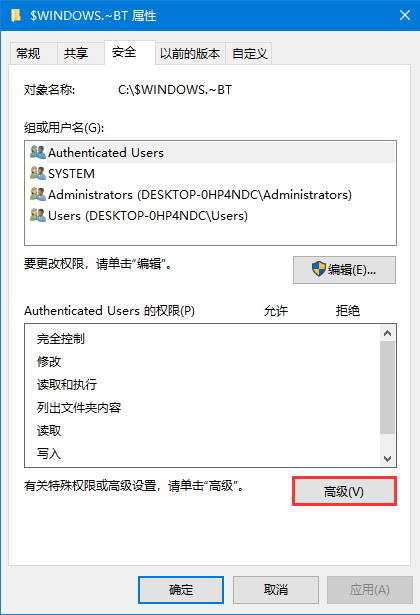 $WINDOWS.~BT 属性
常规 共享 安全 以前的版本 自定义
对象名称: C:\$WINDOWS.~BT
组或用户名(G):
Authenticated Users
SYSTEM
Administrators (DESKTOP-0HP4NDC\Administrators)
Users (DESKTOP-0HP4NDC\Users)
要更改权限，请单击“编辑”。
编辑(E)...
Authenticated Users 的权限(P) 允许 拒绝
完全控制
修改
读取和执行
列出文件夹内容
读取
写入
有关特殊权限或高级设置，请单击“高级”。
高级(V)
确定 取消 应用(A)